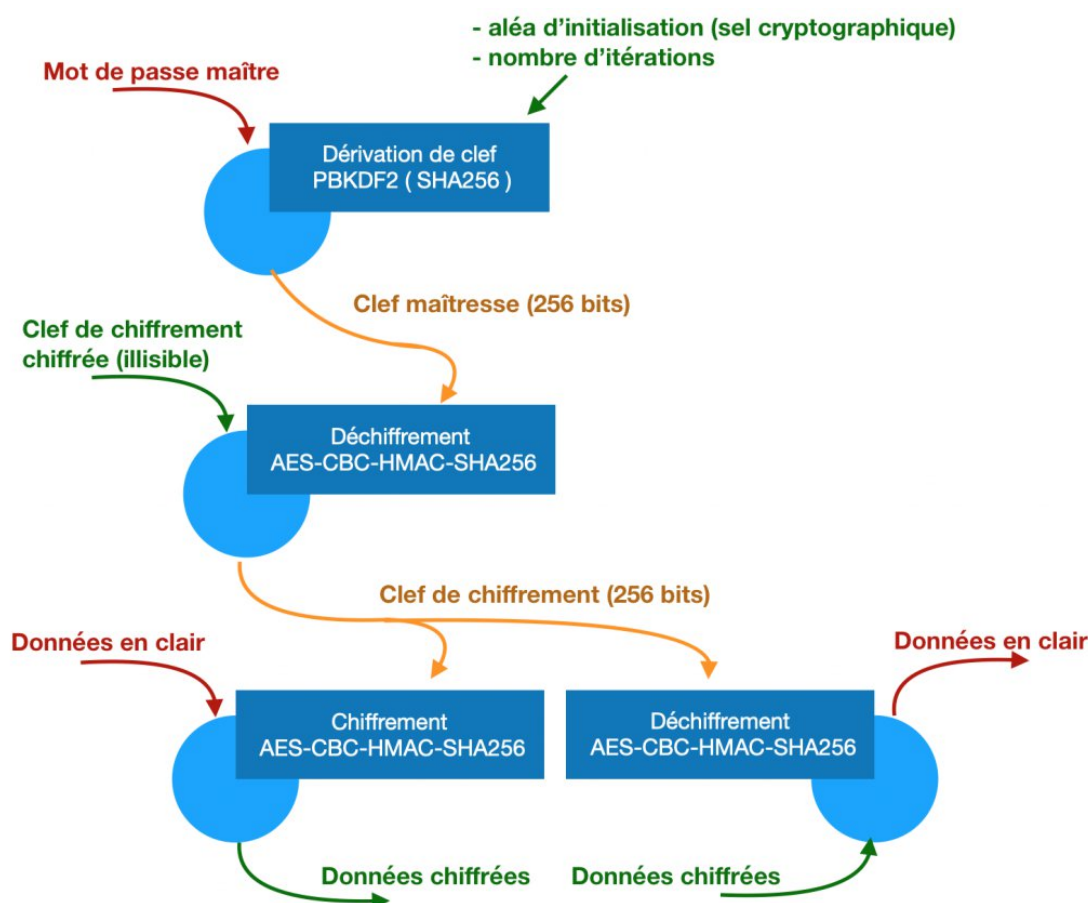 - aléa d'initialisation (sel cryptographique)
- nombre d'itérations
Mot de passe maître
Dérivation de clef
PBKDF2 ( SHA256 )
Clef maîtresse (256 bits)
Clef de chiffrement
chiffrée (illisible)
Déchiffrement
AES-CBC-HMAC-SHA256
Clef de chiffrement (256 bits)
Données en clair
Données en clair
Chiffrement
AES-CBC-HMAC-SHA256
Déchiffrement
AES-CBC-HMAC-SHA256
Données chiffrées
Données chiffrées